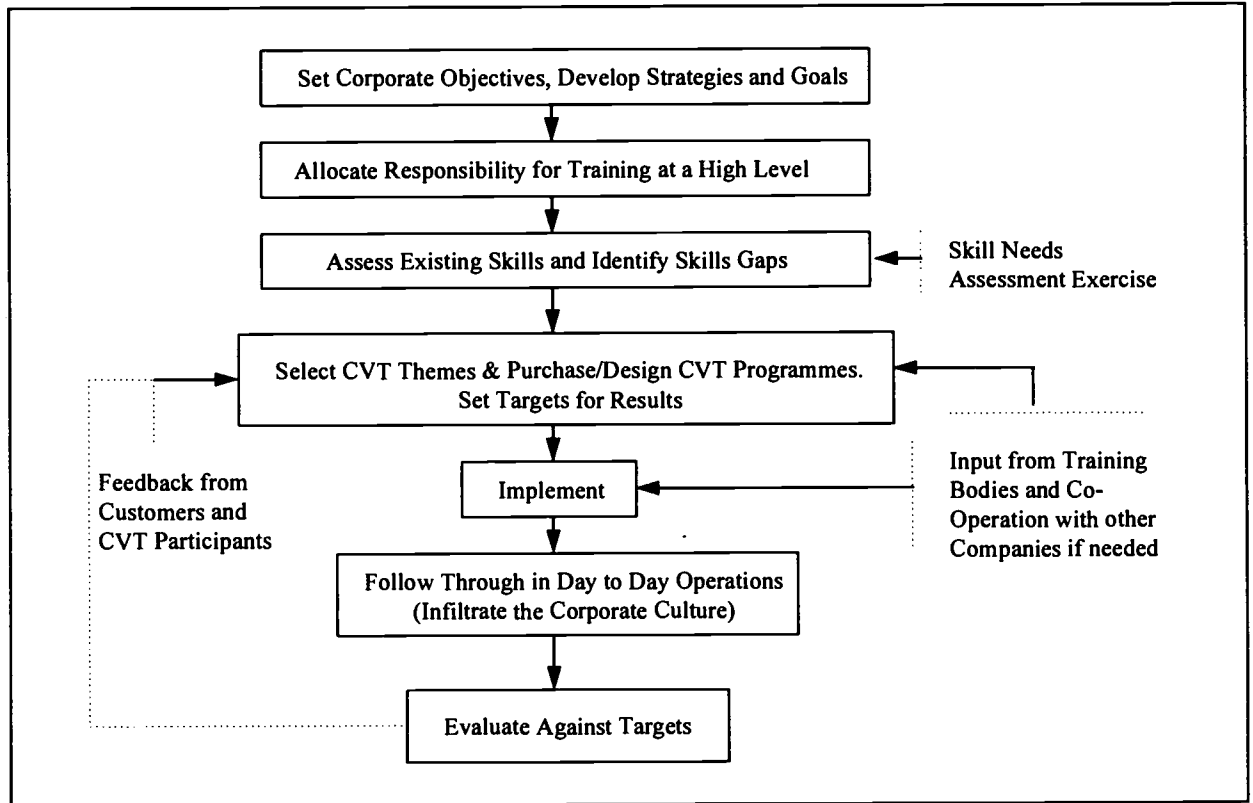 Set Corporate Objectives, Develop Strategies and Goals
Allocate Responsibility for Training at a High Level
Assess Existing Skills and Identify Skills Gaps
Skill Needs
Assessment Exercise
Select CVT Themes & Purchase/Design CVT Programmes.
Set Targets for Results
Feedback from
Customers and
CVT Participants
Implement
Input from Training
Bodies and Co-
Operation with other
Companies if needed
Follow Through in Day to Day Operations
(Infiltrate the Corporate Culture)
Evaluate Against Targets